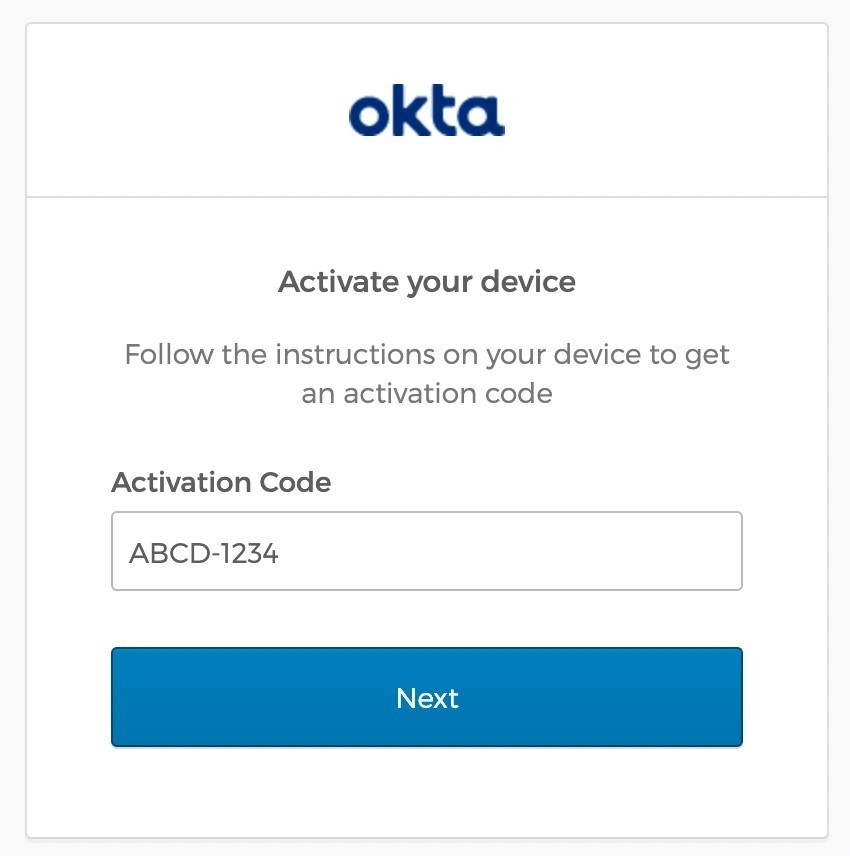 okta
Activate your device
Follow the instructions on your device to get
an activation code
Activation Code
ABCD-1234
Next